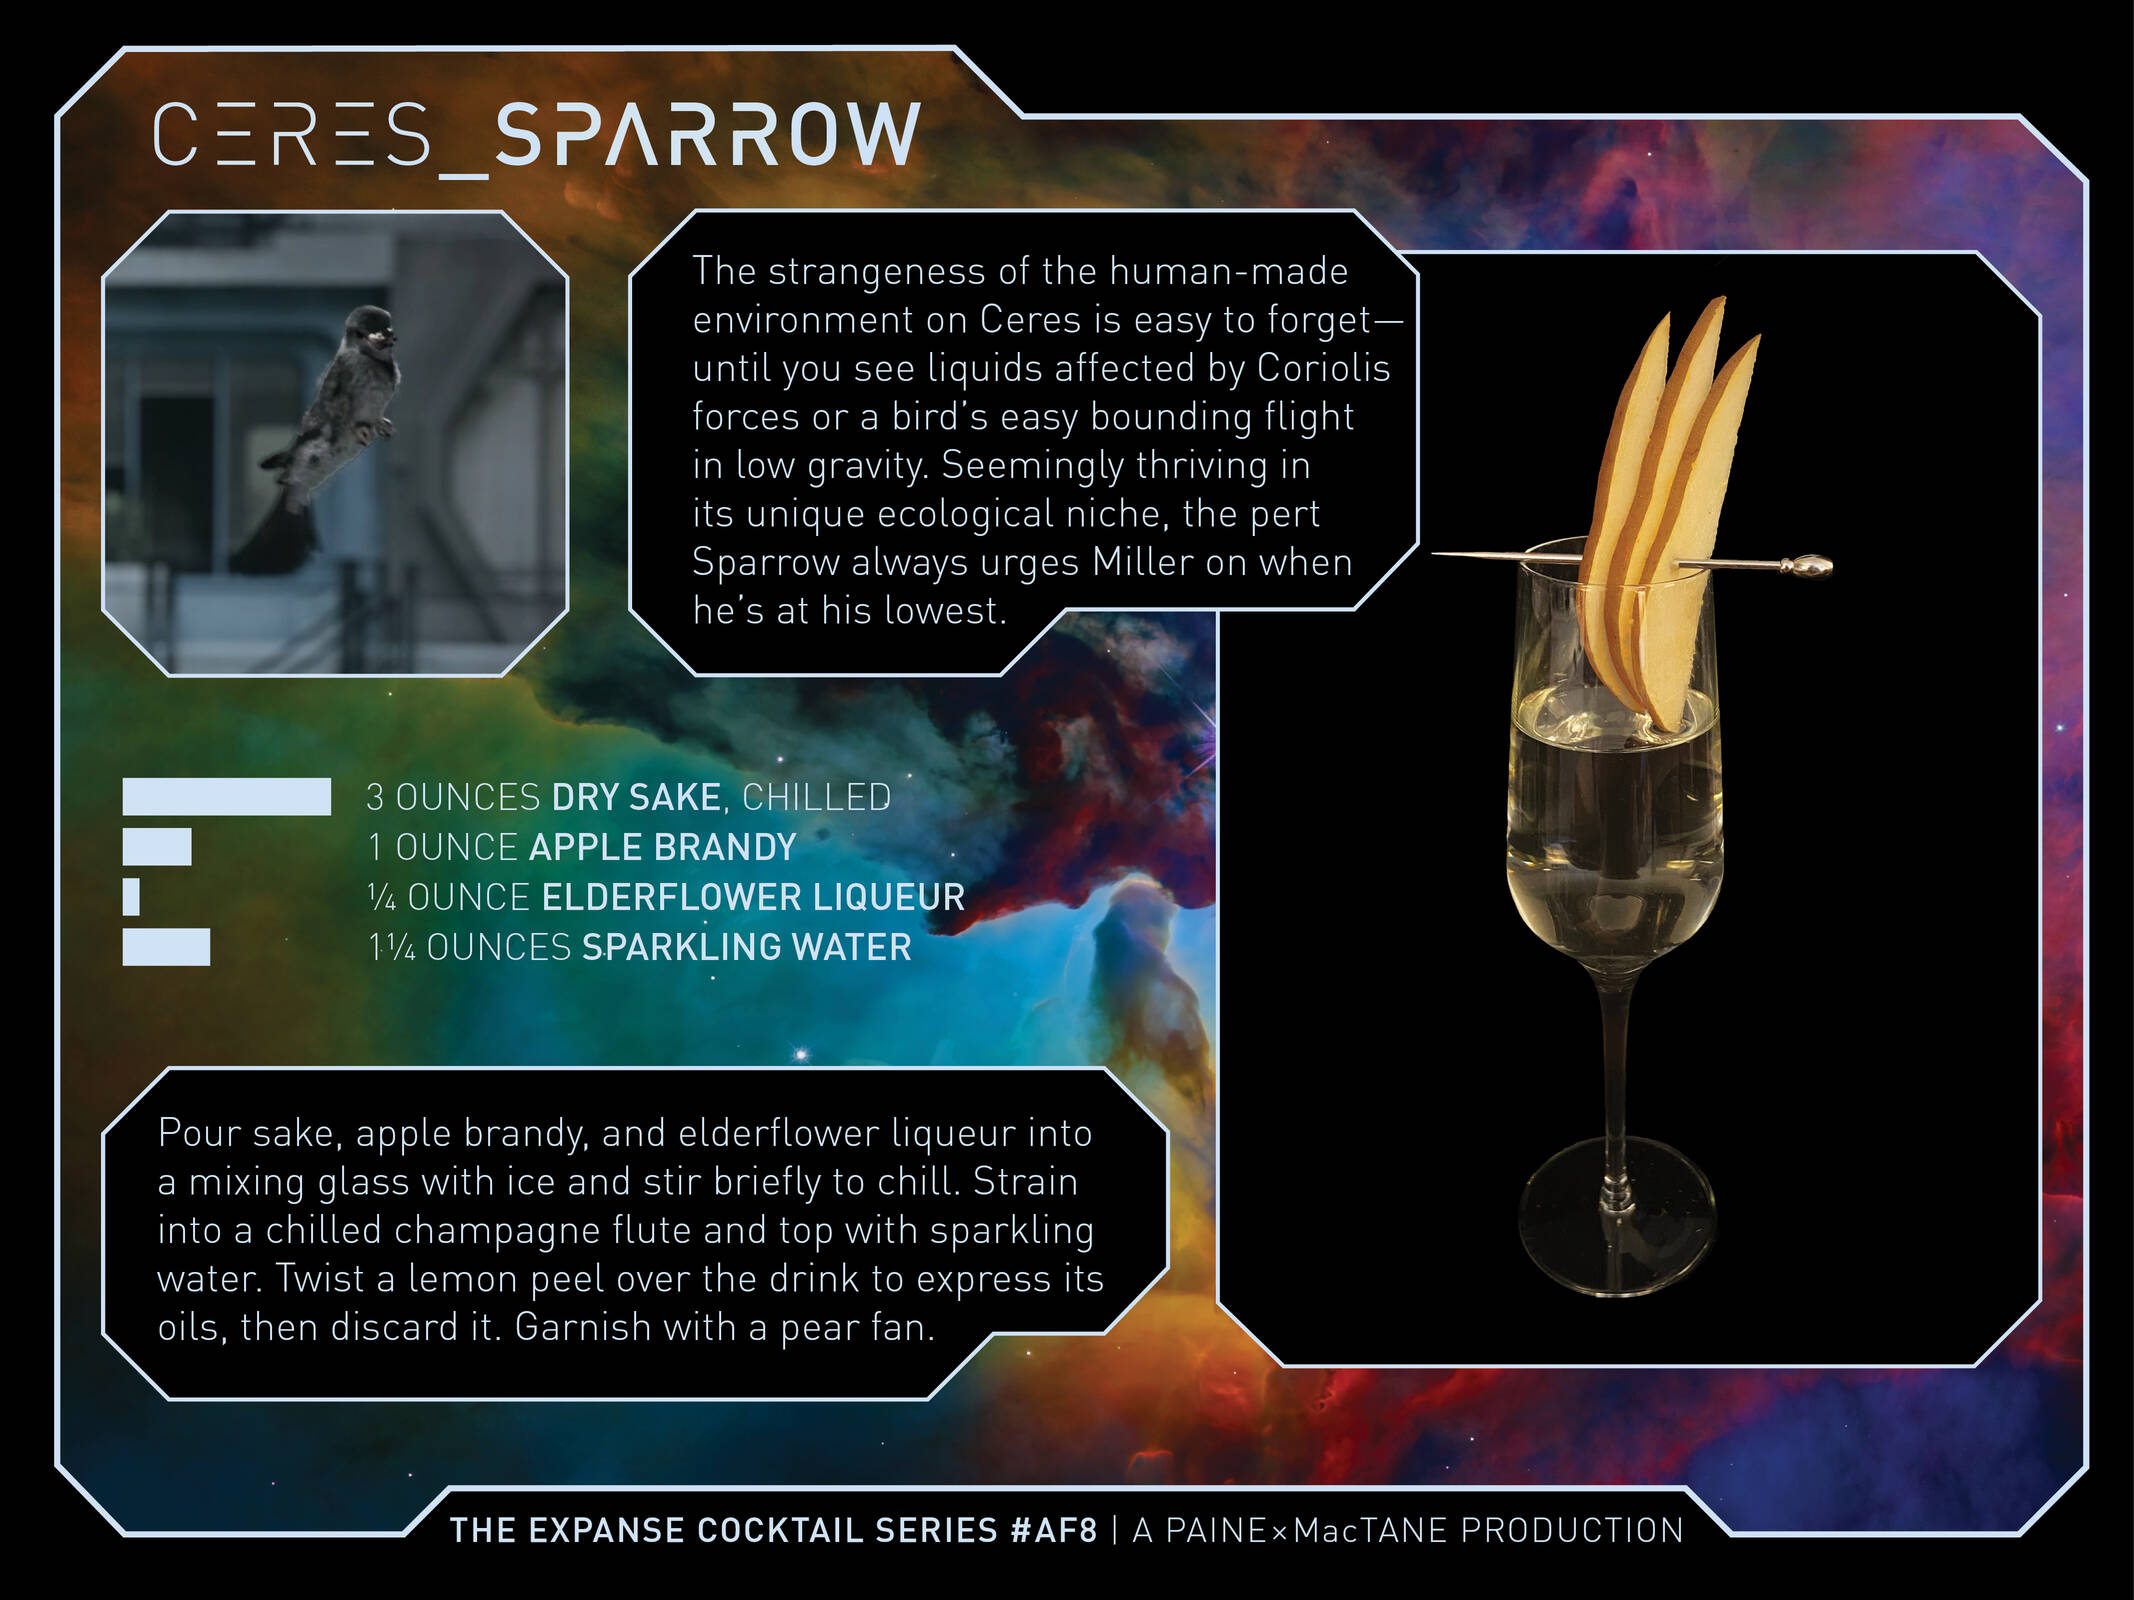 CERES_SPARROW
The strangeness of the human-made
environment on Ceres is easy to forget—
until you see liquids affected by Coriolis
forces or a bird’s easy bounding flight
in low gravity. Seemingly thriving in
its unique ecological niche, the pert
Sparrow always urges Miller on when
he’s at his lowest.
3 OUNCES DRY SAKE, CHILLED
1 OUNCE APPLE BRANDY
¼ OUNCE ELDERFLOWER LIQUEUR
1¼ OUNCES SPARKLING WATER
Pour sake, apple brandy, and elderflower liqueur into
a mixing glass with ice and stir briefly to chill. Strain
into a chilled champagne flute and top with sparkling
water. Twist a lemon peel over the drink to express its
oils, then discard it. Garnish with a pear fan.
THE EXPANSE COCKTAIL SERIES #AF8 | A PAINE×MacTANE PRODUCTION